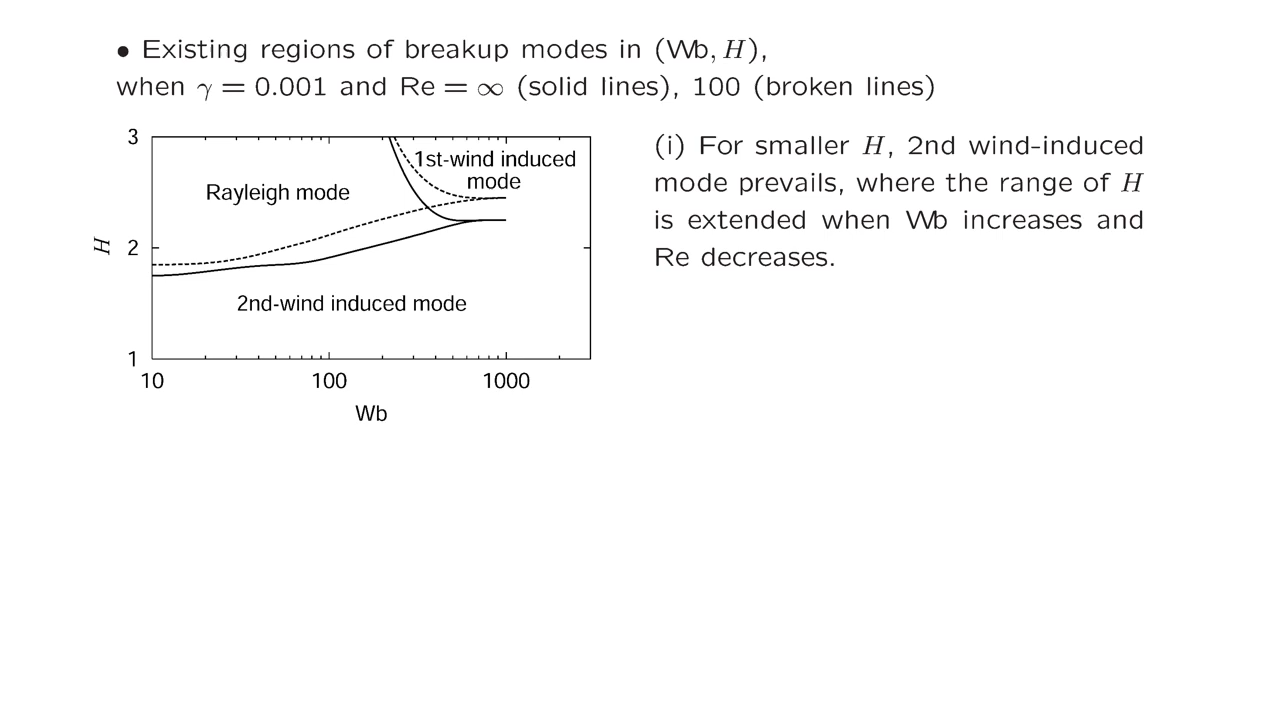 • Existing regions of breakup modes in (Wb, H),
when γ = 0.001 and Re = ∞ (solid lines), 100 (broken lines)
3
2
1
H
Rayleigh mode
1st-wind induced
mode
2nd-wind induced mode
10
100
1000
Wb
(i) For smaller H, 2nd wind-induced
mode prevails, where the range of H
is extended when Wb increases and
Re decreases.